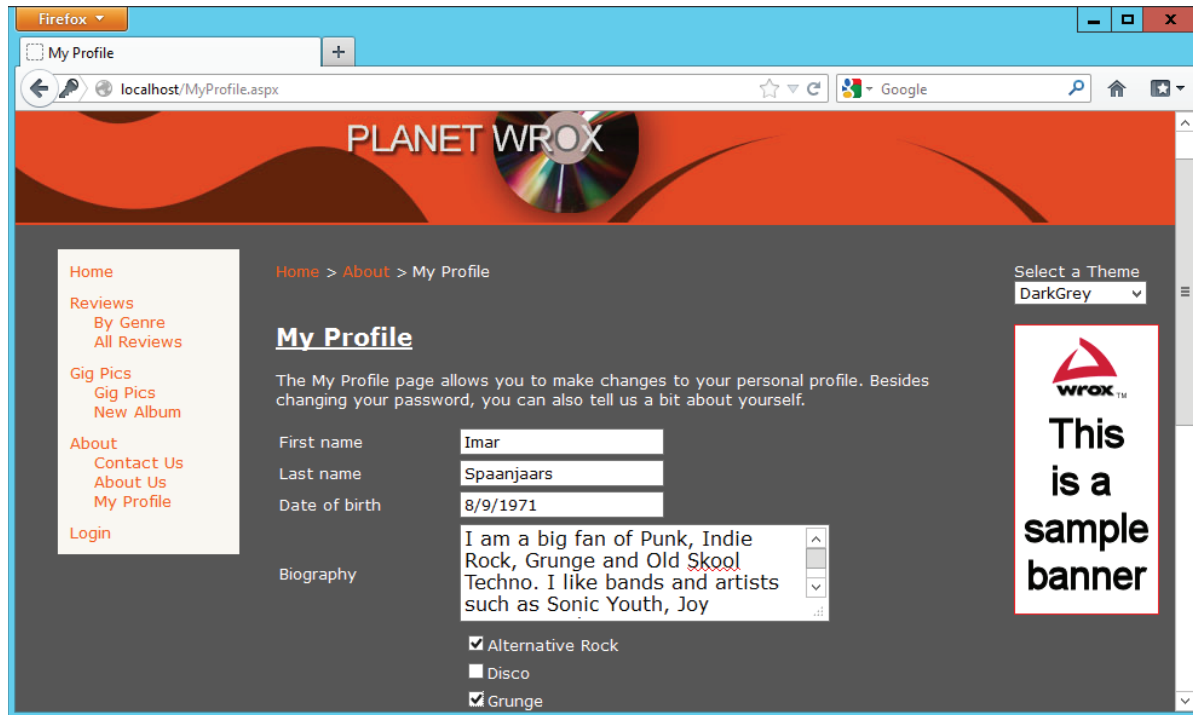 Firefox
My Profile
localhost/MyProfile.aspx
Google
PLANET WROX
Home
Reviews
By Genre
All Reviews
Gig Pics
Gig Pics
New Album
About
Contact Us
About Us
My Profile
Login
Home > About > My Profile
My Profile
The My Profile page allows you to make changes to your personal profile. Besides
changing your password, you can also tell us a bit about yourself.
First name Imar
Last name Spaanjaars
Date of birth 8/9/1971
Biography
I am a big fan of Punk, Indie
Rock, Grunge and Old Skool
Techno. I like bands and artists
such as Sonic Youth, Joy
Alternative Rock
Disco
Grunge
Select a Theme
DarkGrey
wrox™
This
is a
sample
banner